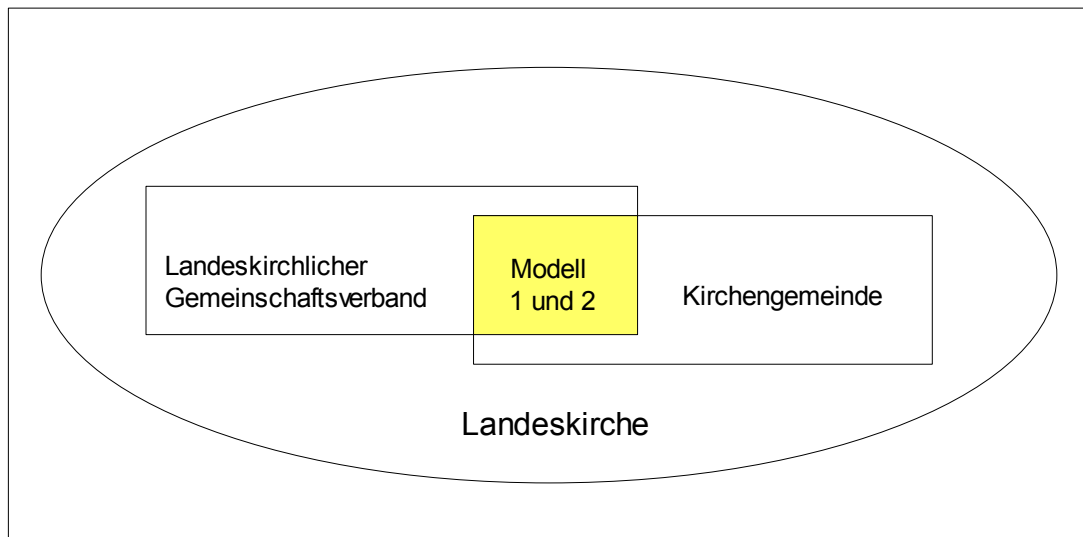 Landeskirchlicher
Gemeinschaftsverband
Modell
1 und 2
Kirchengemeinde
Landeskirche